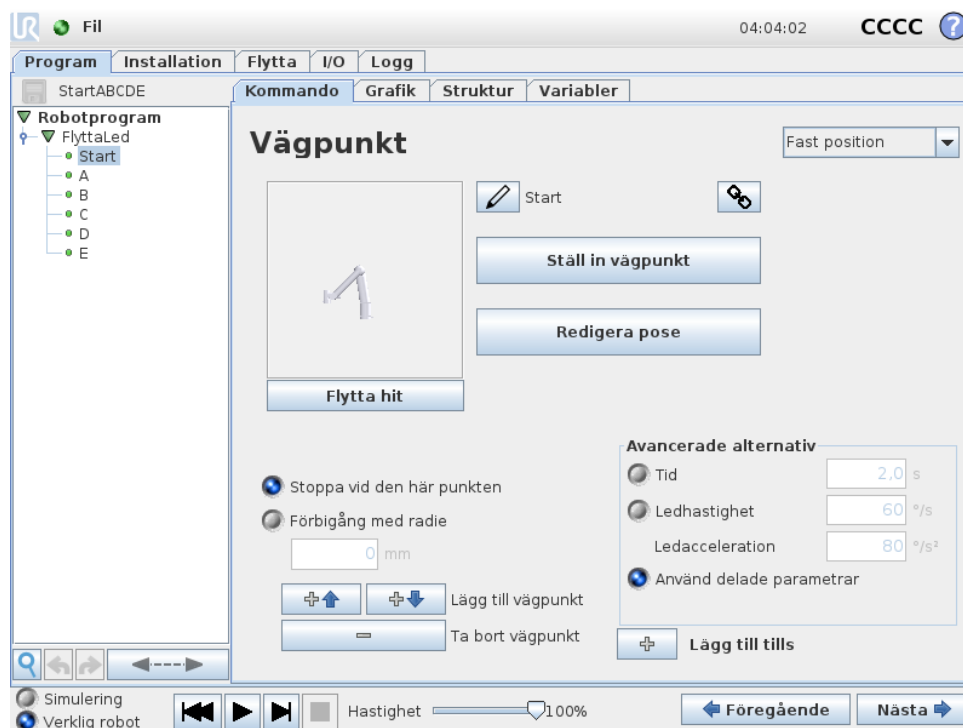 UR Fil 04:04:02 CCCC ?
Program Installation Flytta I/O Logg
StartABCDE
Kommando Grafik Struktur Variabler
Robotprogram
FlyttaLed
Start
A
B
C
D
E
Vägpunkt
Fast position
Start
Ställ in vägpunkt
Redigera pose
Flytta hit
Stoppa vid den här punkten
Förbigång med radie
0 mm
Lägg till vägpunkt
Ta bort vägpunkt
Avancerade alternativ
Tid 2,0 s
Ledhastighet 60 °/s
Ledacceleration 80 °/s²
Använd delade parametrar
Lägg till tills
Simulering
Verklig robot
Hastighet 100%
Föregående
Nästa